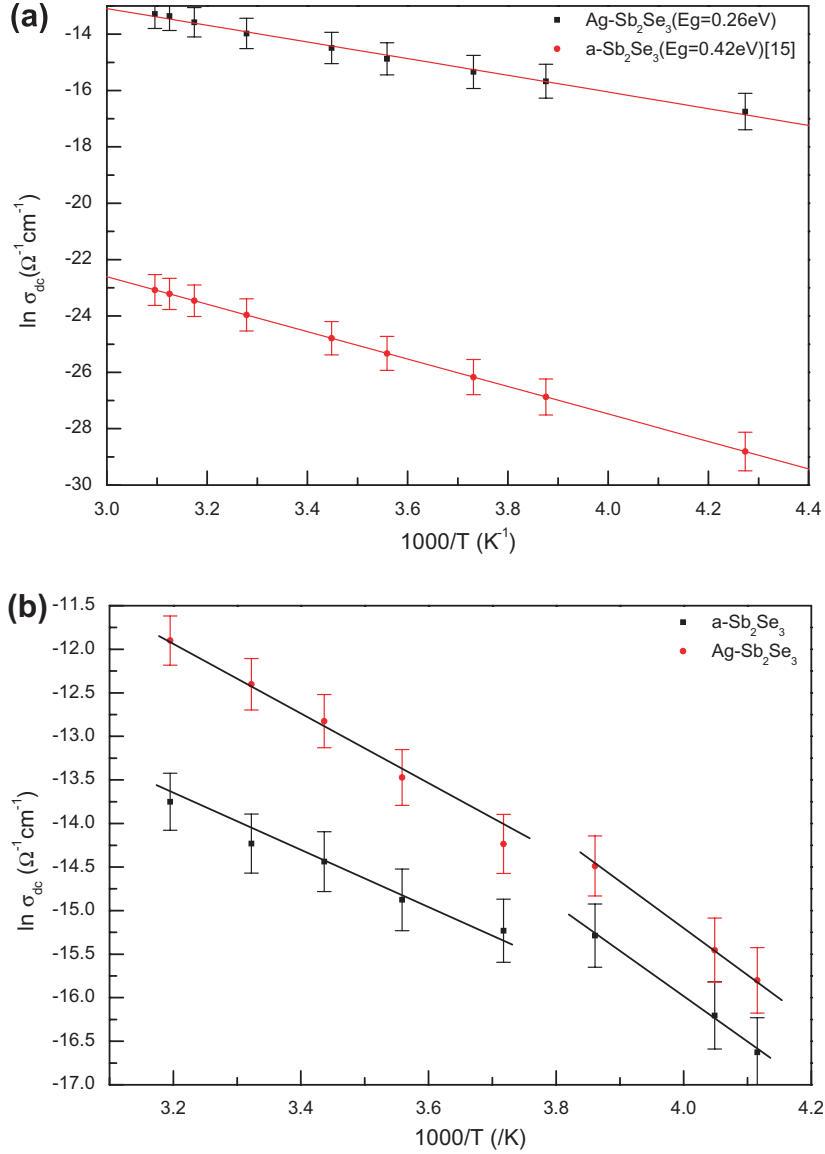 (a)
Ag-Sb₂Se₃(Eg=0.26eV)
a-Sb₂Se₃(Eg=0.42eV)[15]
-14
-16
-18
-20
-22
-24
-26
-28
-30
ln σdc(Ω⁻¹cm⁻¹)
3.0 3.2 3.4 3.6 3.8 4.0 4.2 4.4
1000/T (K⁻¹)
(b)
a-Sb₂Se₃
Ag-Sb₂Se₃
-11.5
-12.0
-12.5
-13.0
-13.5
-14.0
-14.5
-15.0
-15.5
-16.0
-16.5
-17.0
ln σdc (Ω⁻¹cm⁻¹)
3.2 3.4 3.6 3.8 4.0 4.2
1000/T (/K)